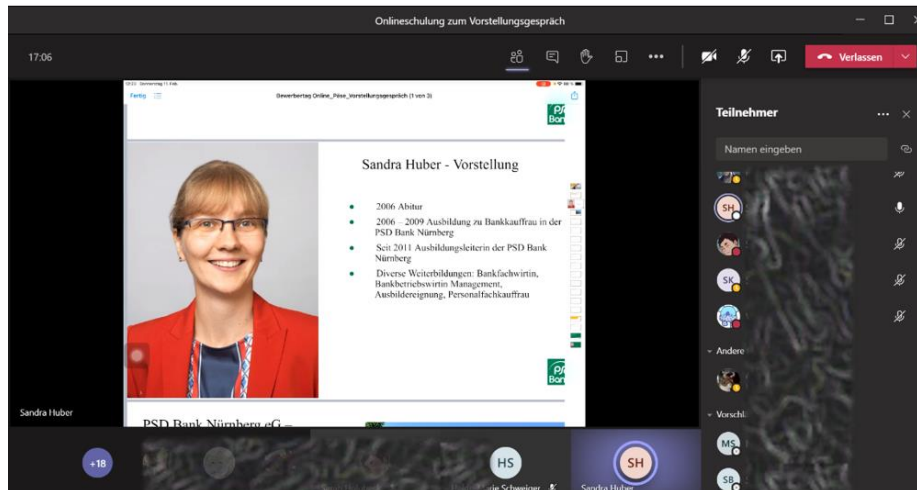 Onlineschulung zum Vorstellungsgespräch
17:06
Verlassen
Fertig
Bewerbertag Online_Pöse_Vorstellungsgespräch (1 von 3)
Teilnehmer
Namen eingeben
Sandra Huber - Vorstellung
2006 Abitur
2006 – 2009 Ausbildung zu Bankkauffrau in der
PSD Bank Nürnberg
Seit 2011 Ausbildungsleiterin der PSD Bank
Nürnberg
Diverse Weiterbildungen: Bankfachwirtin,
Bankbetriebswirtin Management,
Ausbildereignung, Personalfachkauffrau
SH
SK
Andere
Vorschl
MS
SB
Sandra Huber
PSD Bank Nürnberg eG –
+18
HS
Schweiger
SH
Sandra Huber